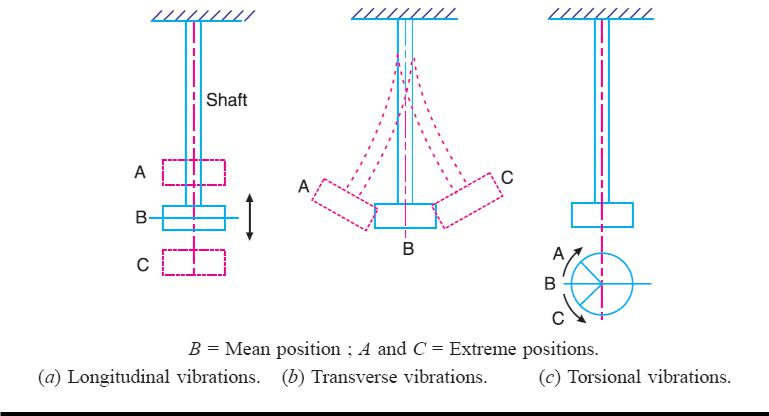 Shaft
A
B
C
A
B
C
A
B
C
B = Mean position ; A and C = Extreme positions.
(a) Longitudinal vibrations. (b) Transverse vibrations. (c) Torsional vibrations.